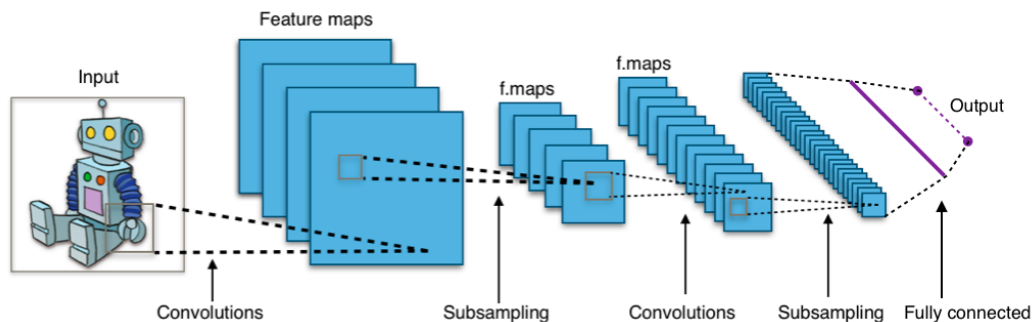 Feature maps
Input
f.maps
f.maps
Output
Convolutions
Subsampling
Convolutions
Subsampling
Fully connected